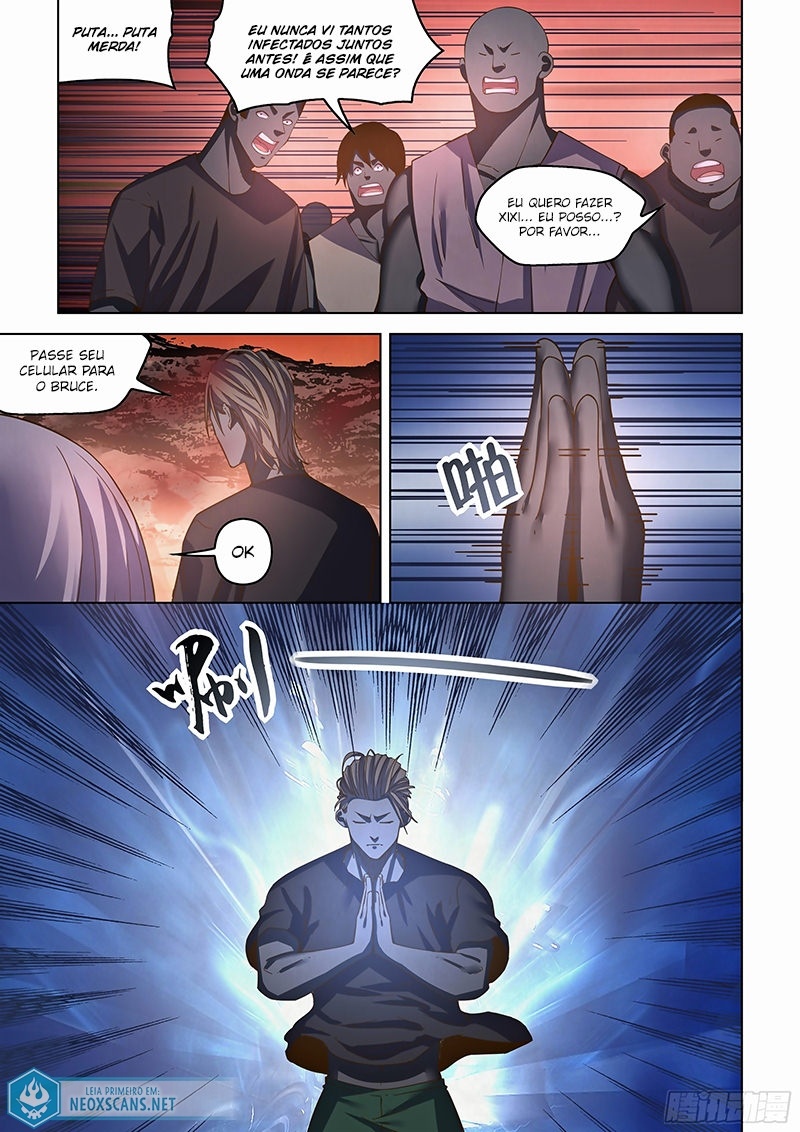 PUTA... PUTA
MERDA!
EU NUNCA VI TANTOS
INFECTADOS JUNTOS
ANTES! É ASSIM QUE
UMA ONDA SE PARECE?
EU QUERO FAZER
XIXI... EU POSSO...?
POR FAVOR...
PASSE SEU
CELULAR PARA
O BRUCE.
OK
啪
唰
LEIA PRIMEIRO EM:
NEOXSCANS.NET
腾讯动漫